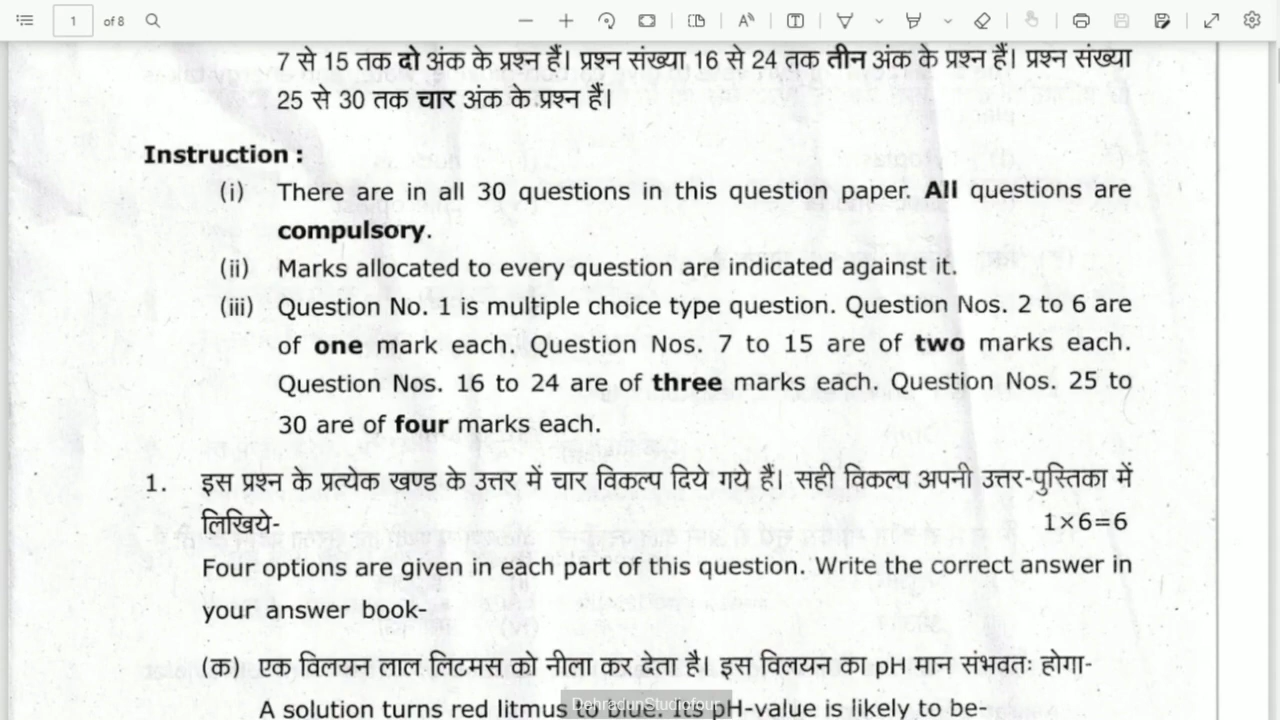 1 of 8
7 से 15 तक दो अंक के प्रश्न हैं। प्रश्न संख्या 16 से 24 तक तीन अंक के प्रश्न हैं। प्रश्न संख्या
25 से 30 तक चार अंक के प्रश्न हैं।
Instruction :
(i) There are in all 30 questions in this question paper. All questions are
compulsory.
(ii) Marks allocated to every question are indicated against it.
(iii) Question No. 1 is multiple choice type question. Question Nos. 2 to 6 are
of one mark each. Question Nos. 7 to 15 are of two marks each.
Question Nos. 16 to 24 are of three marks each. Question Nos. 25 to
30 are of four marks each.
1. इस प्रश्न के प्रत्येक खण्ड के उत्तर में चार विकल्प दिये गये हैं। सही विकल्प अपनी उत्तर-पुस्तिका में
लिखिये- 1×6=6
Four options are given in each part of this question. Write the correct answer in
your answer book-
(क) एक विलयन लाल लिटमस को नीला कर देता है। इस विलयन का pH मान संभवतः होगा-
A solution turns red litmus to blue. Its pH-value is likely to be-
DehradunStudiofour